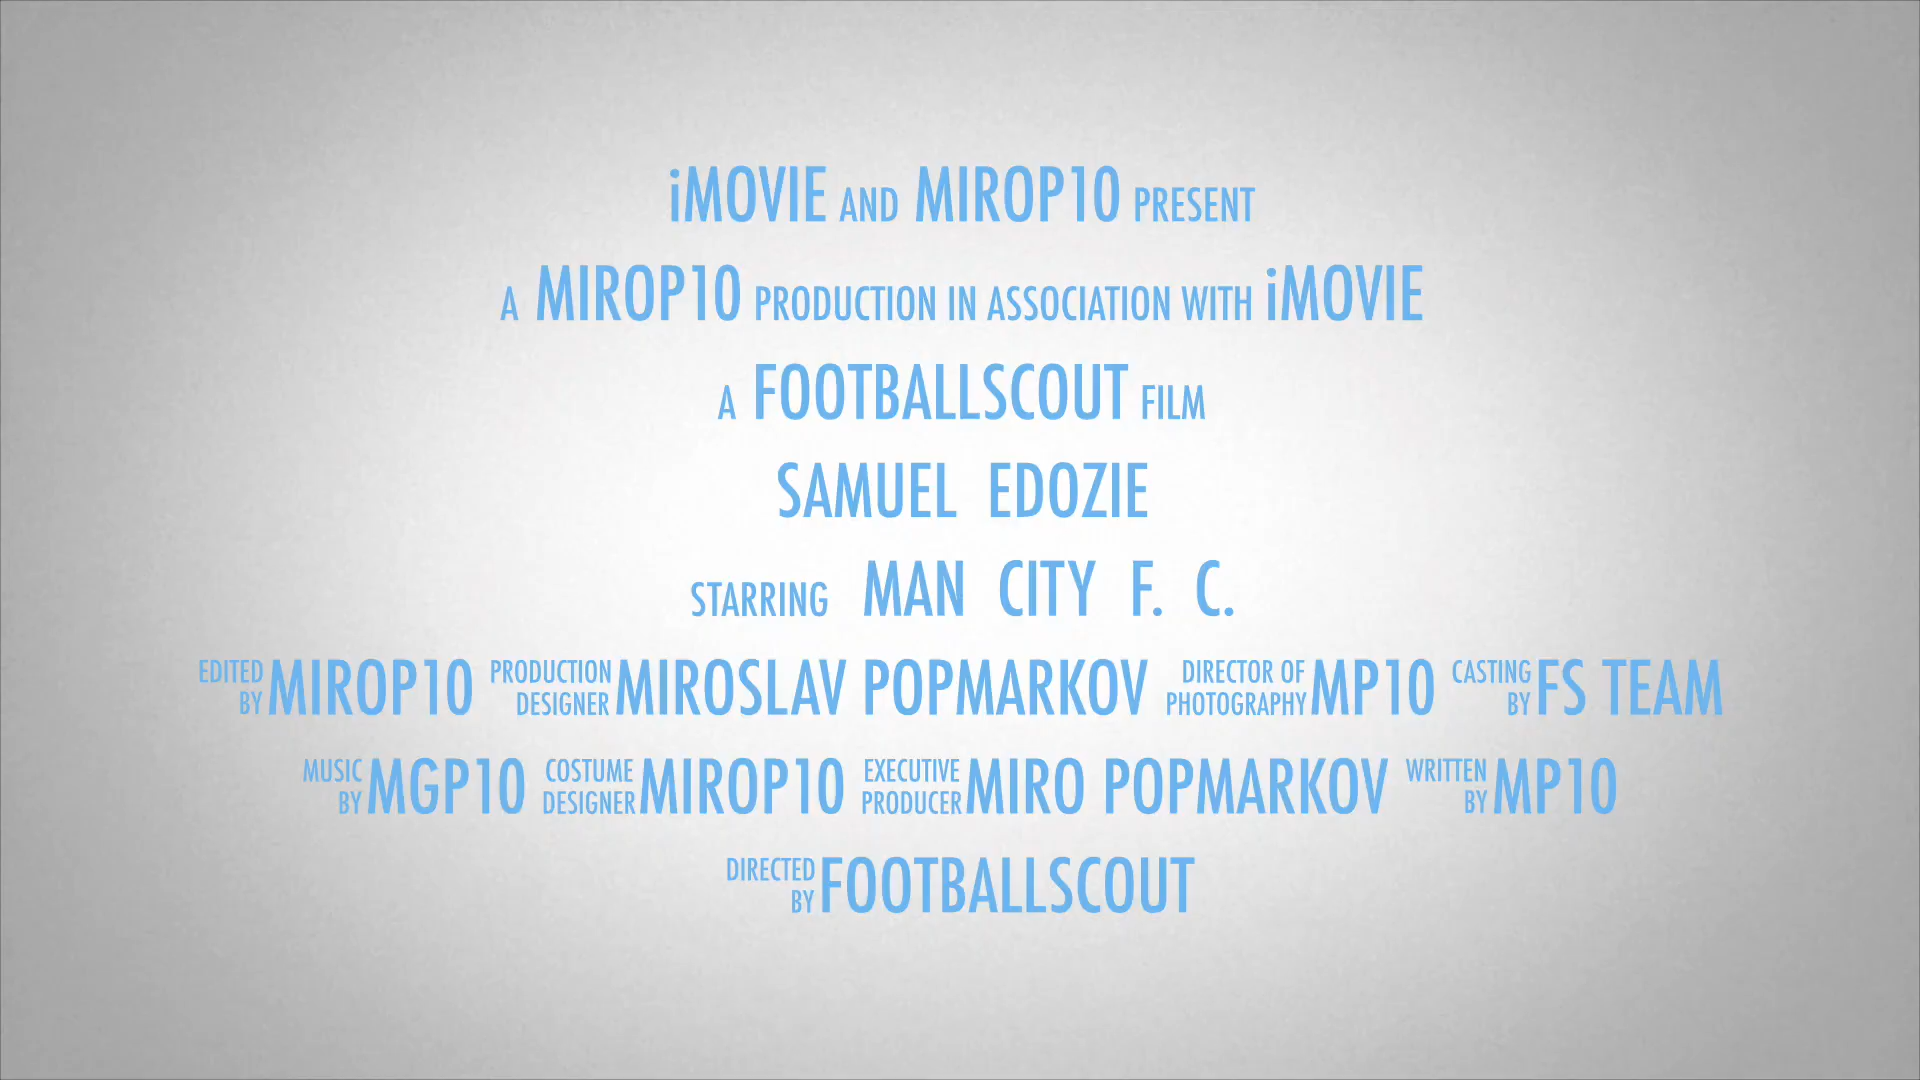 iMOVIE AND MIROP10 PRESENT
A MIROP10 PRODUCTION IN ASSOCIATION WITH iMOVIE
A FOOTBALLSCOUT FILM
SAMUEL EDOZIE
STARRING MAN CITY F. C.
EDITED BY MIROP10 PRODUCTION DESIGNER MIROSLAV POPMARKOV DIRECTOR OF PHOTOGRAPHY MP10 CASTING BY FS TEAM
MUSIC BY MGP10 COSTUME DESIGNER MIROP10 EXECUTIVE PRODUCER MIRO POPMARKOV WRITTEN BY MP10
DIRECTED BY FOOTBALLSCOUT